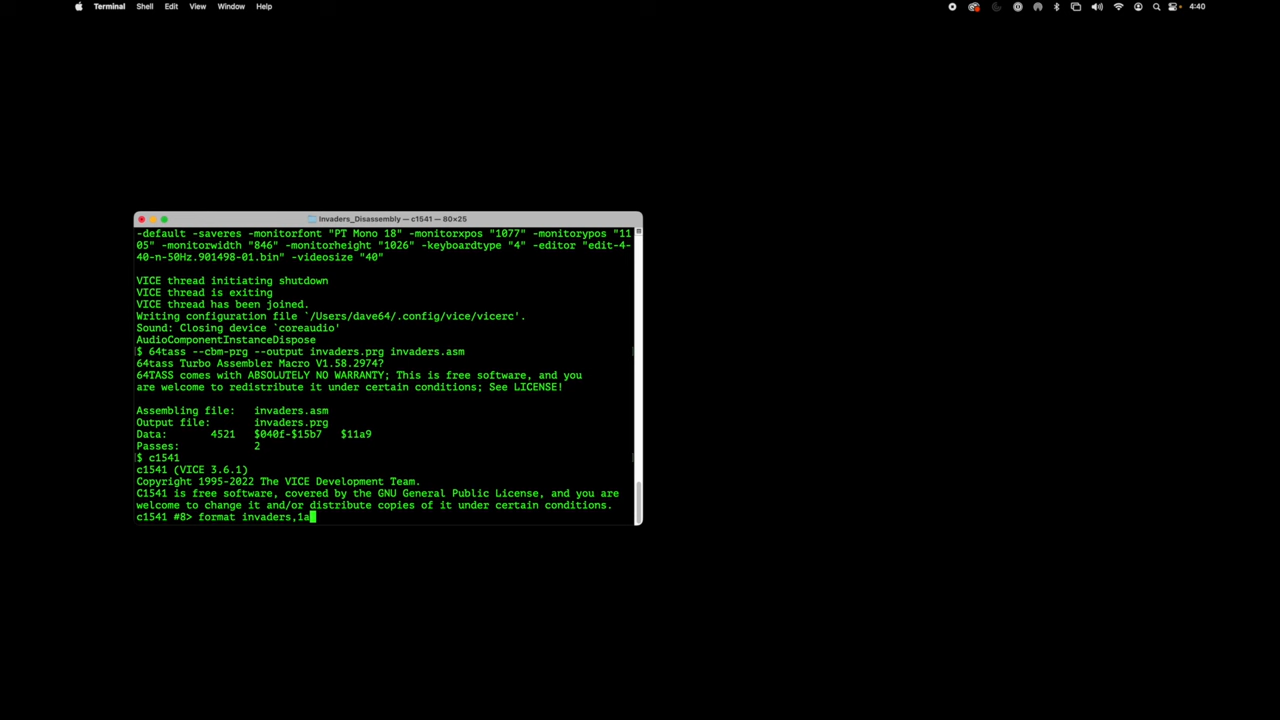 Terminal Shell Edit View Window Help 4:40
Invaders_Disassembly — c1541 — 80×25
-default -saveres -monitorfont "PT Mono 18" -monitorxpos "1077" -monitorypos "11
05" -monitorwidth "846" -monitorheight "1026" -keyboardtype "4" -editor "edit-4-
40-n-50Hz.901498-01.bin" -videosize "40"
VICE thread initiating shutdown
VICE thread is exiting
VICE thread has been joined.
Writing configuration file `/Users/dave64/.config/vice/vicerc'.
Sound: Closing device `coreaudio'
AudioComponentInstanceDispose
$ 64tass --cbm-prg --output invaders.prg invaders.asm
64tass Turbo Assembler Macro V1.58.2974?
64TASS comes with ABSOLUTELY NO WARRANTY; This is free software, and you
are welcome to redistribute it under certain conditions; See LICENSE!
Assembling file: invaders.asm
Output file: invaders.prg
Data: 4521 $040f-$15b7 $11a9
Passes: 2
$ c1541
c1541 (VICE 3.6.1)
Copyright 1995-2022 The VICE Development Team.
C1541 is free software, covered by the GNU General Public License, and you are
welcome to change it and/or distribute copies of it under certain conditions.
c1541 #8> format invaders,1a